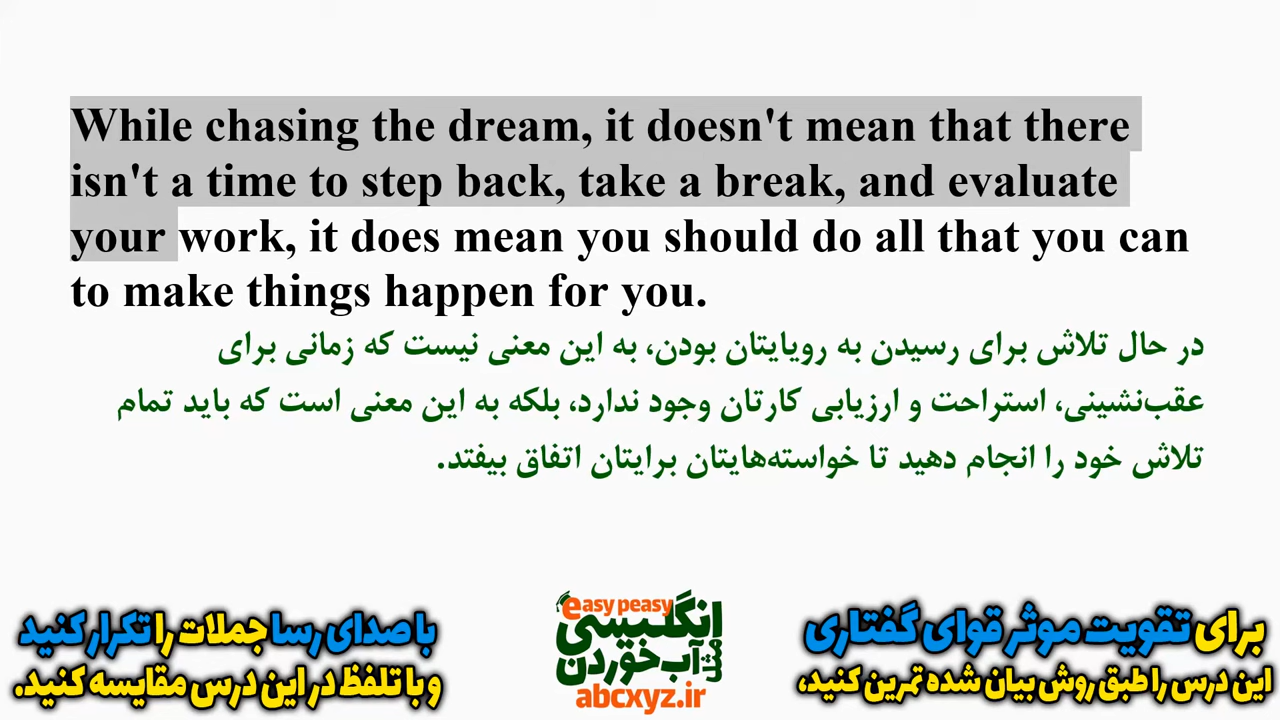 While chasing the dream, it doesn't mean that there
isn't a time to step back, take a break, and evaluate
your work, it does mean you should do all that you can
to make things happen for you.
در حال تلاش برای رسیدن به رویایتان بودن، به این معنی نیست که زمانی برای
عقب‌نشینی، استراحت و ارزیابی کارتان وجود ندارد، بلکه به این معنی است که باید تمام
تلاش خود را انجام دهید تا خواسته‌هایتان برایتان اتفاق بیفتد.
برای تقویت موثر قوای گفتاری
این درس را طبق روش بیان شده تمرین کنید،
easy peasy
انگلیسی
مثل آب خوردن
abcxyz.ir
با صدای رسا جملات را تکرار کنید
و با تلفظ در این درس مقایسه کنید.